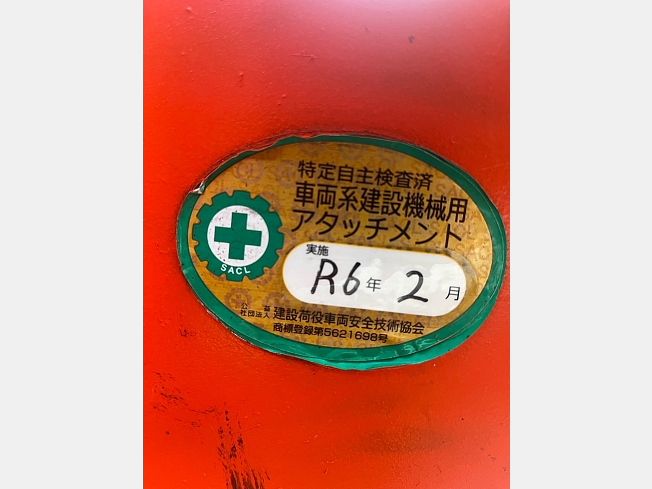 特定自主検査済
車両系建設機械用
アタッチメント
実施
R6年 2月
SACL
公益社団法人 建設荷役車両安全技術協会
商標登録第5621698号